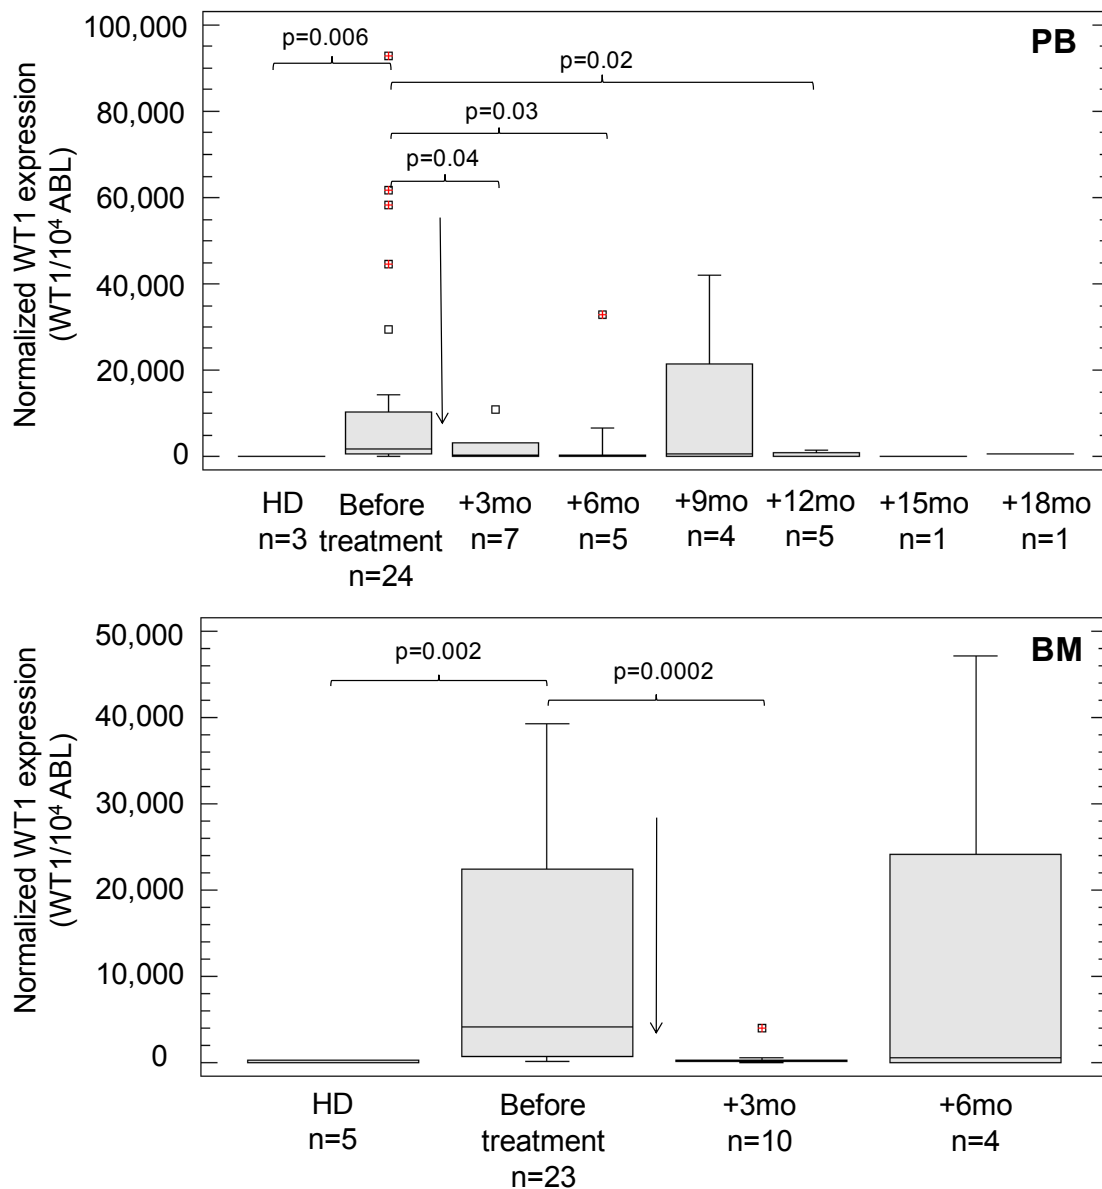 PB
Normalized WT1 expression
(WT1/10⁴ ABL)
100,000
80,000
60,000
40,000
20,000
0
p=0.006
p=0.02
p=0.03
p=0.04
HD
n=3
Before
treatment
n=24
+3mo
n=7
+6mo
n=5
+9mo
n=4
+12mo
n=5
+15mo
n=1
+18mo
n=1
BM
Normalized WT1 expression
(WT1/10⁴ ABL)
50,000
40,000
30,000
20,000
10,000
0
p=0.002
p=0.0002
HD
n=5
Before
treatment
n=23
+3mo
n=10
+6mo
n=4